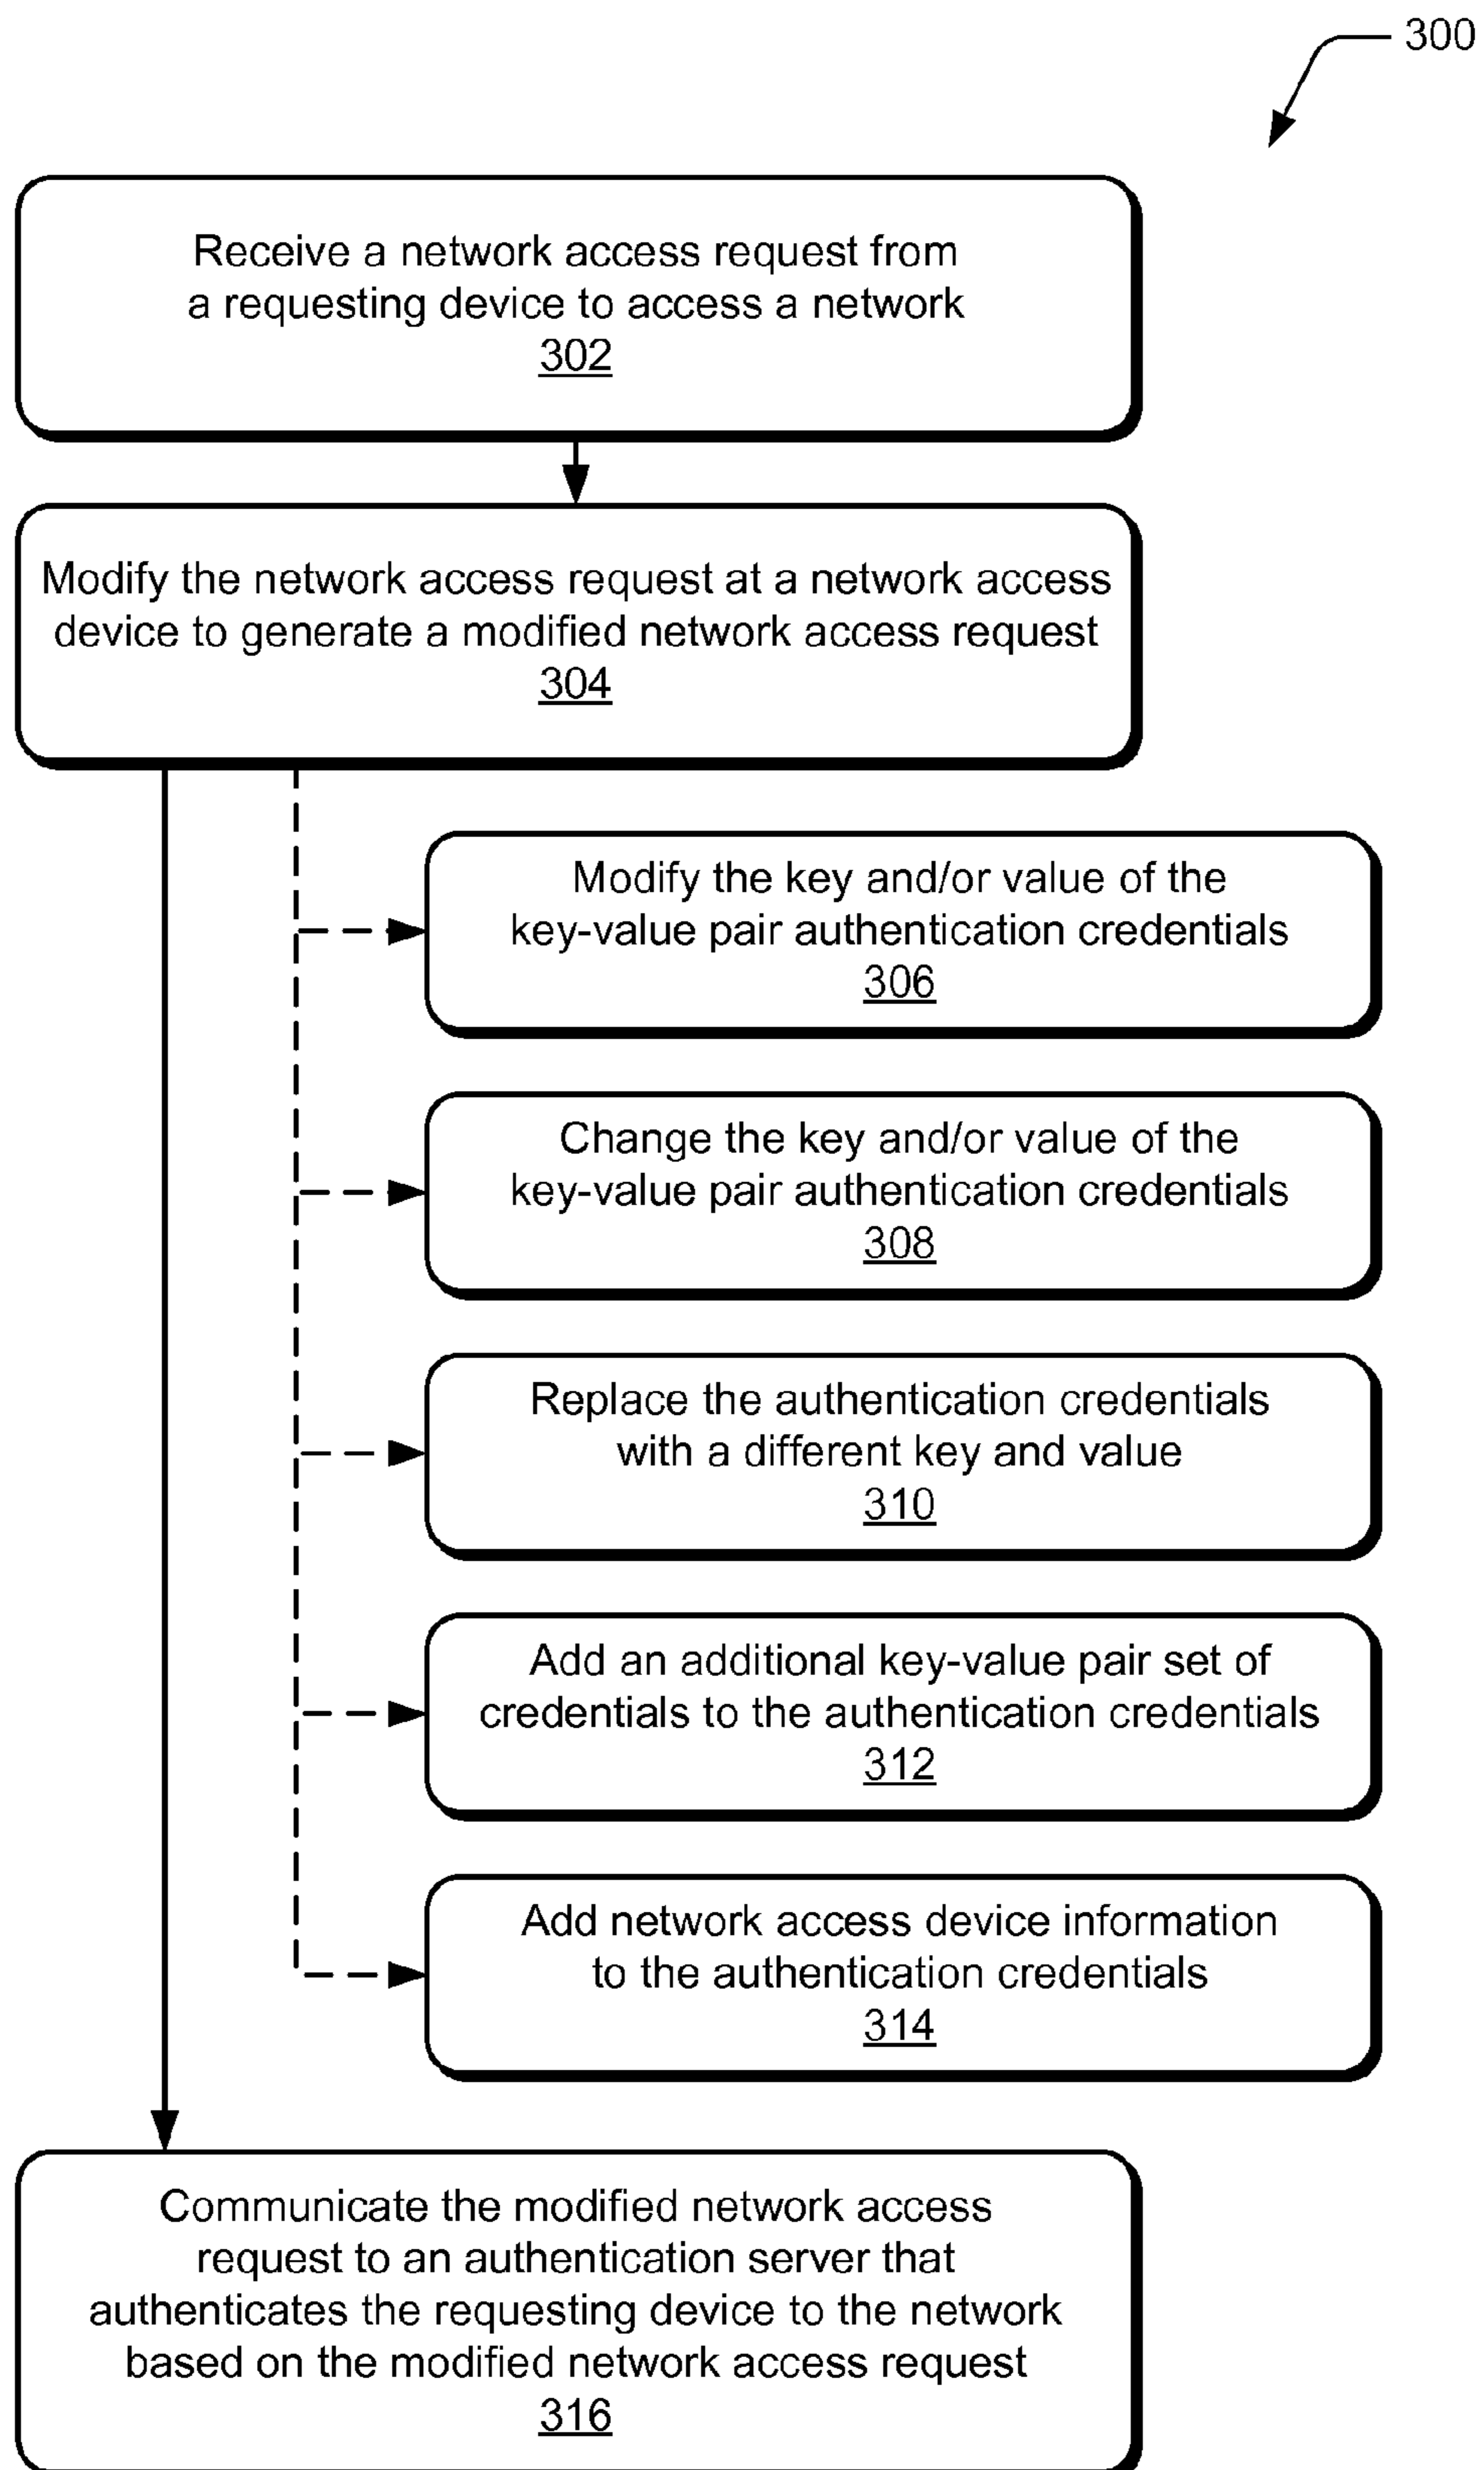 300
Receive a network access request from
a requesting device to access a network
302
Modify the network access request at a network access
device to generate a modified network access request
304
Modify the key and/or value of the
key-value pair authentication credentials
306
Change the key and/or value of the
key-value pair authentication credentials
308
Replace the authentication credentials
with a different key and value
310
Add an additional key-value pair set of
credentials to the authentication credentials
312
Add network access device information
to the authentication credentials
314
Communicate the modified network access
request to an authentication server that
authenticates the requesting device to the network
based on the modified network access request
316